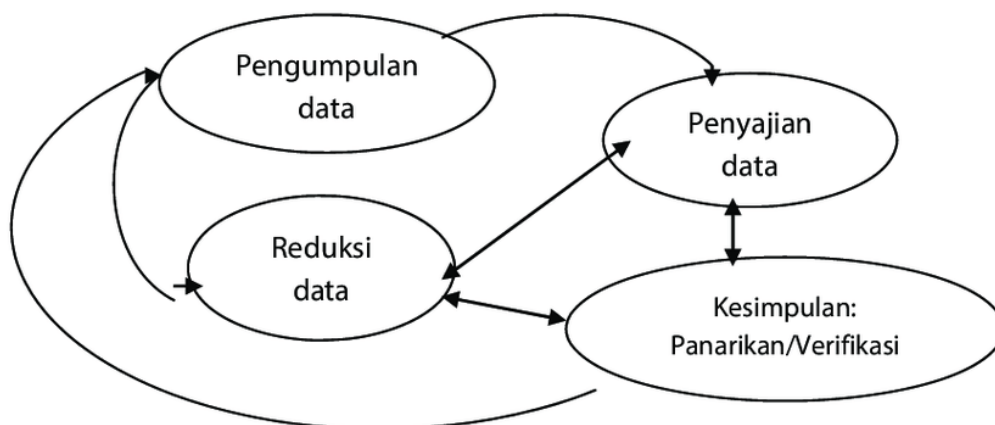 Pengumpulan
data
Penyajian
data
Reduksi
data
Kesimpulan:
Panarikan/Verifikasi